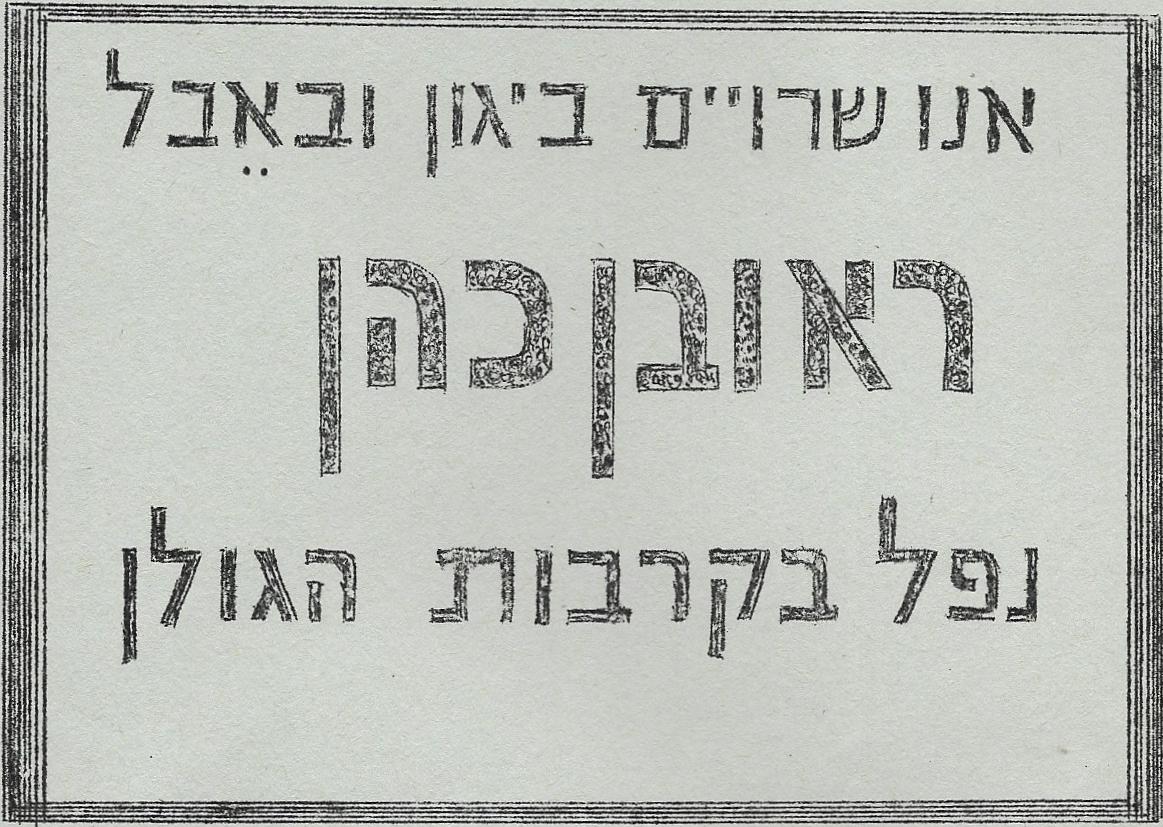 אנו שרויים ביגון ובאֵבל
ראובן כהן
נפל בקרבות הגולן